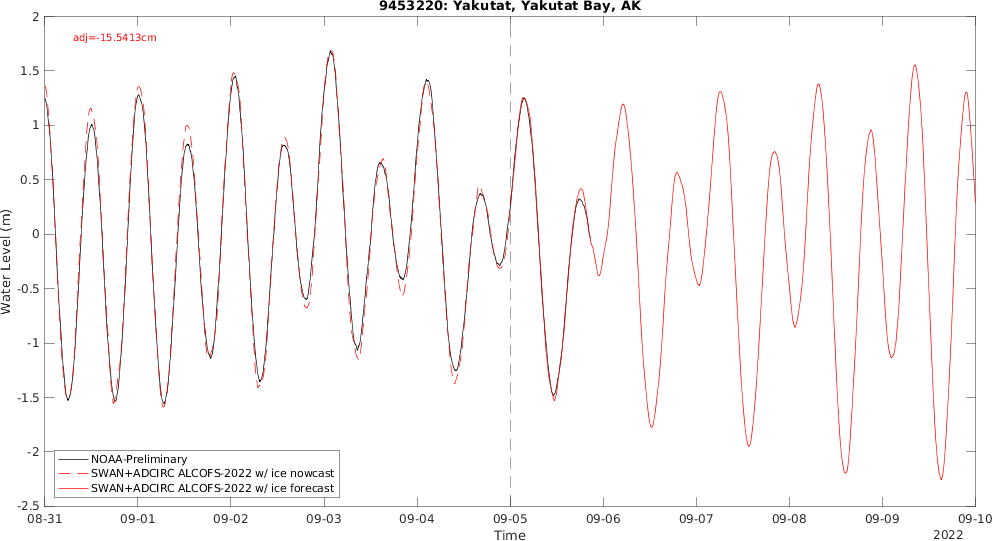 9453220: Yakutat, Yakutat Bay, AK
adj=-15.5413cm
2
1.5
1
0.5
0
-0.5
-1
-1.5
-2
-2.5
Water Level (m)
NOAA-Preliminary
SWAN+ADCIRC ALCOFS-2022 w/ ice nowcast
SWAN+ADCIRC ALCOFS-2022 w/ ice forecast
08-31 09-01 09-02 09-03 09-04 09-05 09-06 09-07 09-08 09-09 09-10
Time
2022